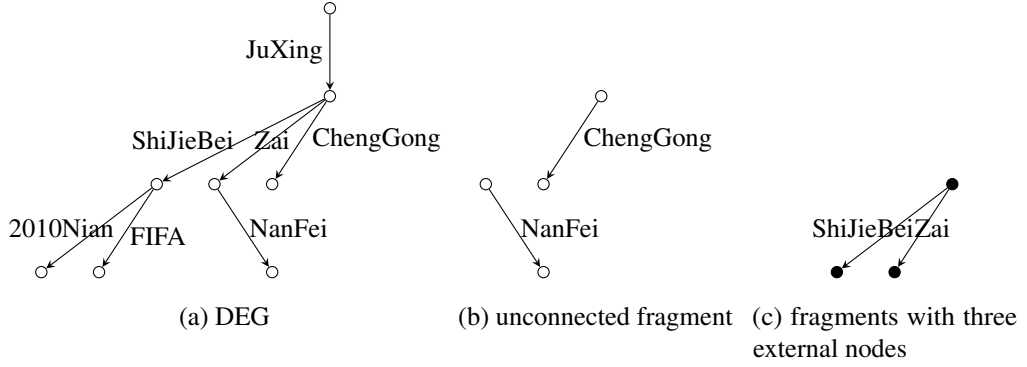 JuXing
ShiJieBei Zai ChengGong
ChengGong
2010Nian FIFA NanFei
NanFei
ShiJieBeiZai
(a) DEG
(b) unconnected fragment
(c) fragments with three
external nodes